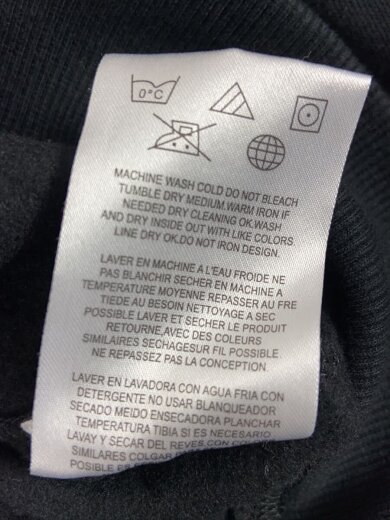 0°C
MACHINE WASH COLD DO NOT BLEACH
TUMBLE DRY MEDIUM.WARM IRON IF
NEEDED DRY CLEANING OK.WASH
AND DRY INSIDE OUT WITH LIKE COLORS
LINE DRY OK.DO NOT IRON DESIGN.
LAVER EN MACHINE A L'EAU FROIDE NE
PAS BLANCHIR SECHER EN MACHINE A
TEMPERATURE MOYENNE REPASSER AU FRE
TIEDE AU BESOIN NETTOYAGE A SEC
POSSIBLE LAVER ET SECHER LE PRODUIT
RETOURNE,AVEC DES COULEURS
SIMILAIRES SECHAGESUR FIL POSSIBLE
NE REPASSEZ PAS LA CONCEPTION
LAVER EN LAVADORA CON AGUA FRIA CON
DETERGENTE NO USAR BLANQUEADOR
SECADO MEIDO ENSECADORA PLANCHAR
TEMPERATURA TIBIA SI ES NECESARIO
LAVAY Y SECAR DEL REVES,CON COLORES
SIMILARES COLGAR
POSIBLE ES